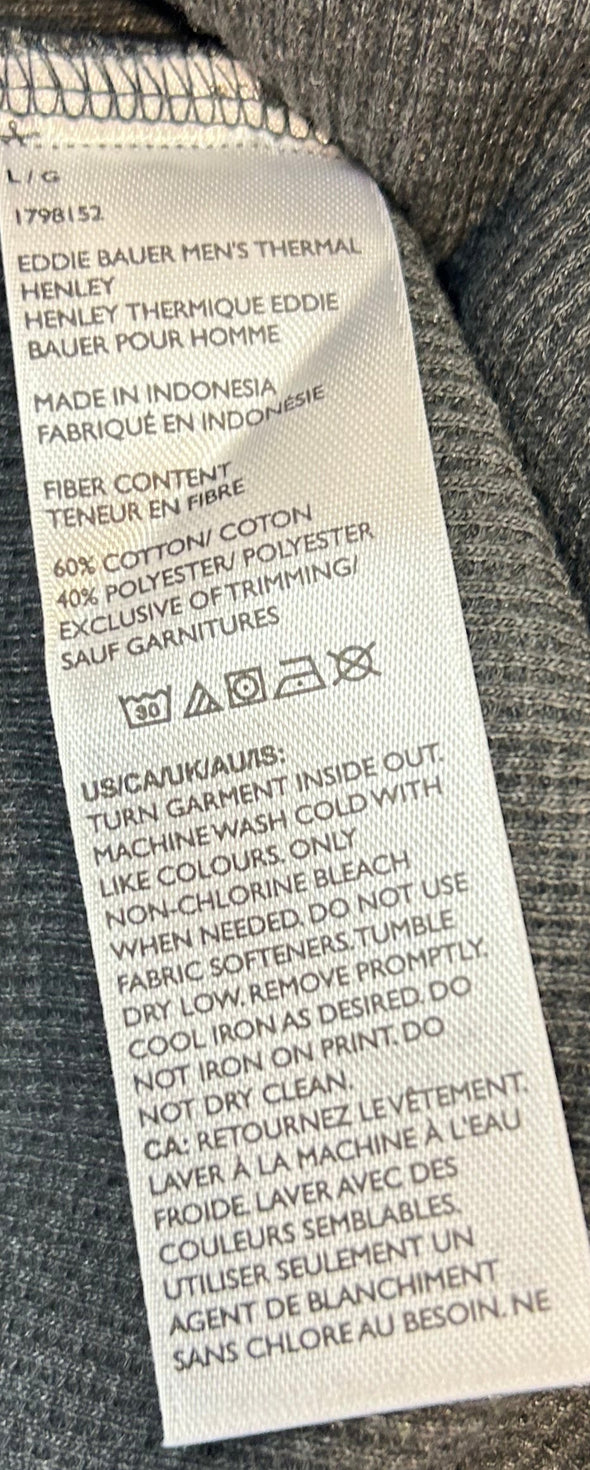 L / G
1798152
EDDIE BAUER MEN'S THERMAL
HENLEY
HENLEY THERMIQUE EDDIE
BAUER POUR HOMME
MADE IN INDONESIA
FABRIQUÉ EN INDONÉSIE
FIBER CONTENT
TENEUR EN FIBRE
60% COTTON/ COTON
40% POLYESTER/ POLYESTER
EXCLUSIVE OF TRIMMING/
SAUF GARNITURES
30
US/CA/UK/AU/IS:
TURN GARMENT INSIDE OUT.
MACHINE WASH COLD WITH
LIKE COLOURS. ONLY
NON-CHLORINE BLEACH
WHEN NEEDED. DO NOT USE
FABRIC SOFTENERS. TUMBLE
DRY LOW. REMOVE PROMPTLY.
COOL IRON AS DESIRED. DO
NOT IRON ON PRINT. DO
NOT DRY CLEAN.
CA: RETOURNEZ LE VÊTEMENT.
LAVER À LA MACHINE À L'EAU
FROIDE. LAVER AVEC DES
COULEURS SEMBLABLES.
UTILISER SEULEMENT UN
AGENT DE BLANCHIMENT
SANS CHLORE AU BESOIN. NE